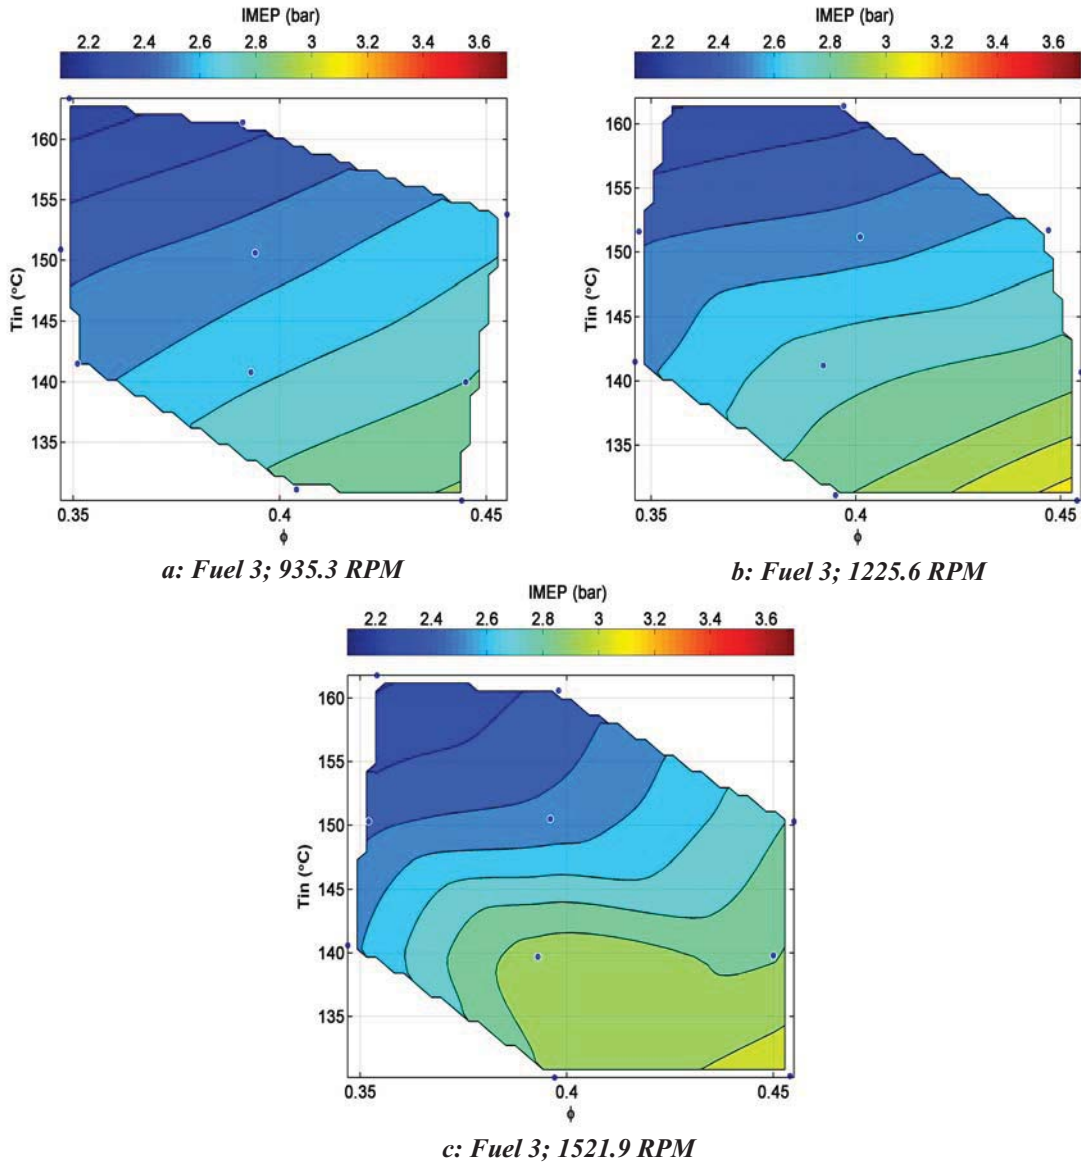 IMEP (bar)
2.2 2.4 2.6 2.8 3 3.2 3.4 3.6
160
155
150
145
140
135
Tin (°C)
0.35 0.4 0.45
ϕ
a: Fuel 3; 935.3 RPM
IMEP (bar)
2.2 2.4 2.6 2.8 3 3.2 3.4 3.6
160
155
150
145
140
135
Tin (°C)
0.35 0.4 0.45
ϕ
b: Fuel 3; 1225.6 RPM
IMEP (bar)
2.2 2.4 2.6 2.8 3 3.2 3.4 3.6
160
155
150
145
140
135
Tin (°C)
0.35 0.4 0.45
ϕ
c: Fuel 3; 1521.9 RPM